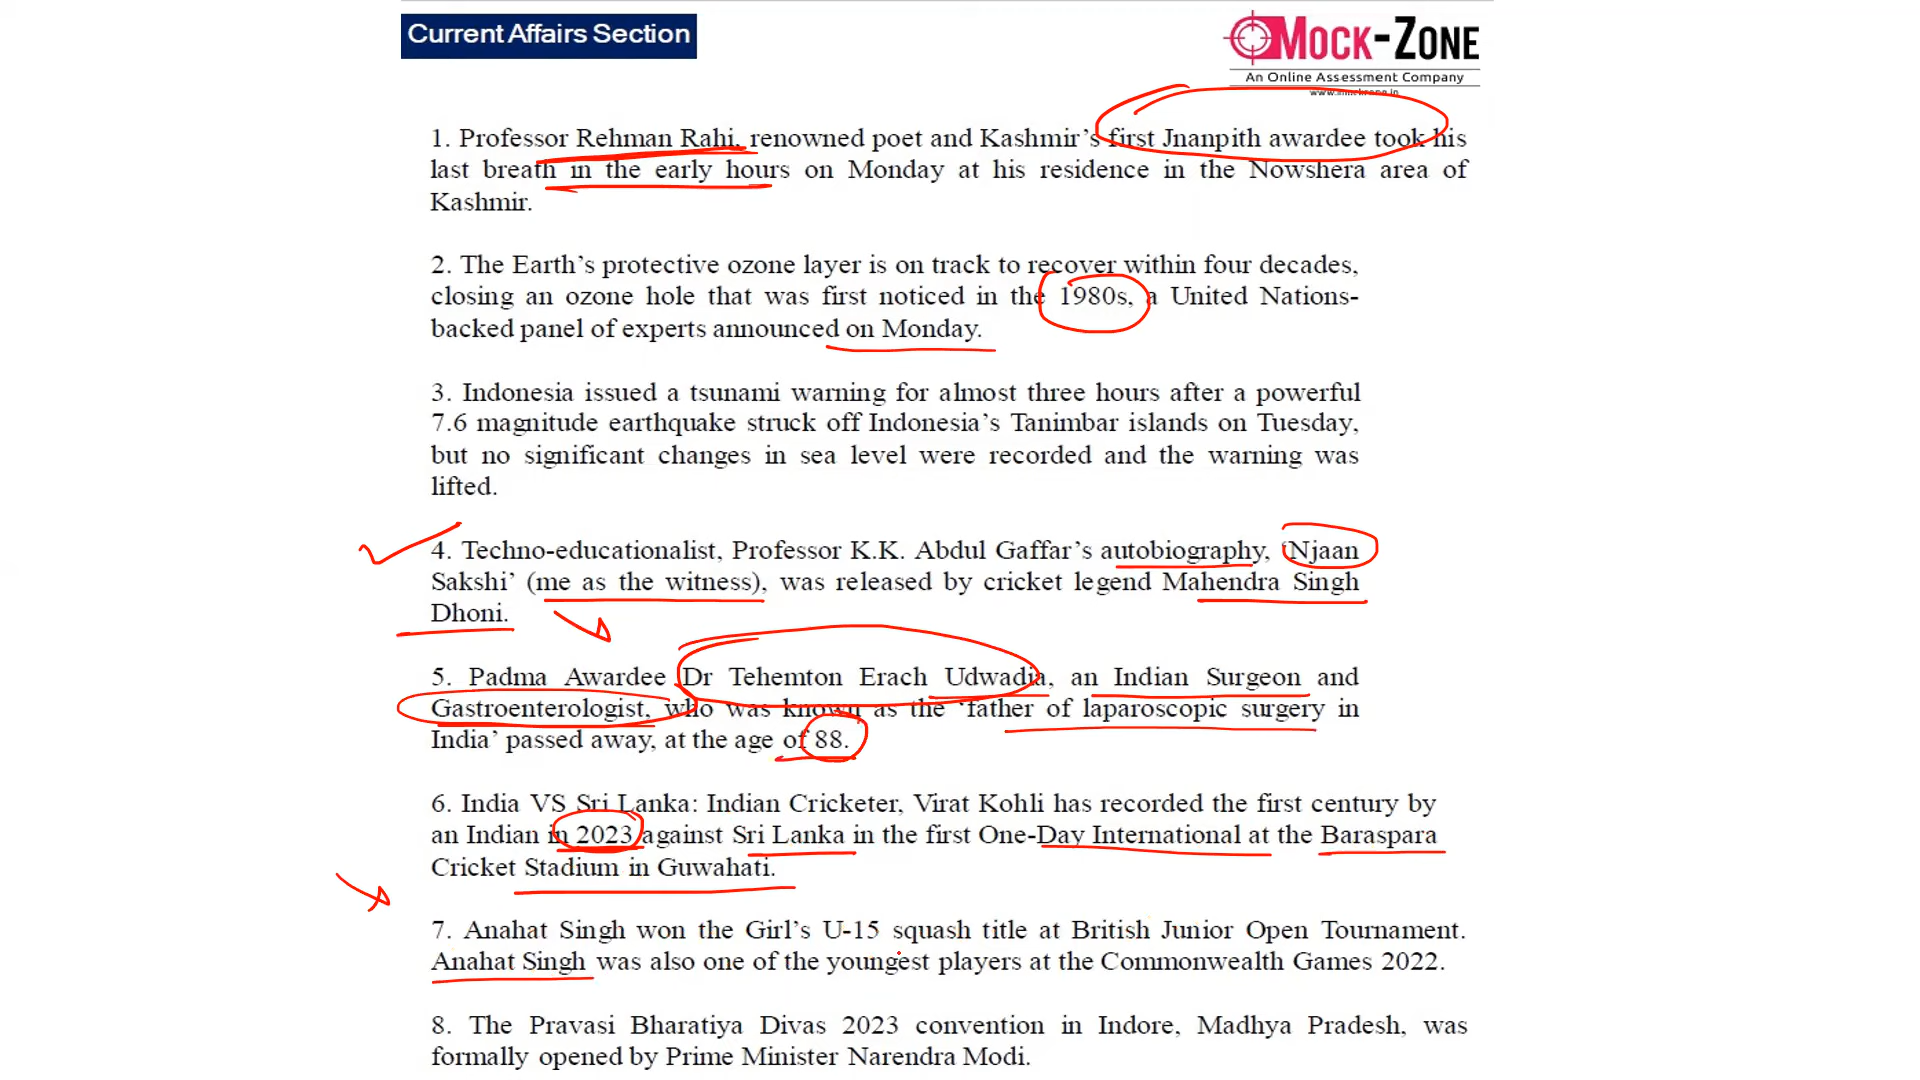 Current Affairs Section
MOCK-ZONE
An Online Assessment Company
1. Professor Rehman Rahi, renowned poet and Kashmir's first Jnanpith awardee took his
last breath in the early hours on Monday at his residence in the Nowshera area of
Kashmir.
2. The Earth's protective ozone layer is on track to recover within four decades,
closing an ozone hole that was first noticed in the 1980s, a United Nations-
backed panel of experts announced on Monday.
3. Indonesia issued a tsunami warning for almost three hours after a powerful
7.6 magnitude earthquake struck off Indonesia's Tanimbar islands on Tuesday,
but no significant changes in sea level were recorded and the warning was
lifted.
4. Techno-educationalist, Professor K.K. Abdul Gaffar's autobiography, 'Njaan
Sakshi' (me as the witness), was released by cricket legend Mahendra Singh
Dhoni.
5. Padma Awardee Dr Tehemton Erach Udwadia, an Indian Surgeon and
Gastroenterologist, who was known as the 'father of laparoscopic surgery in
India' passed away, at the age of 88.
6. India VS Sri Lanka: Indian Cricketer, Virat Kohli has recorded the first century by
an Indian in 2023 against Sri Lanka in the first One-Day International at the Baraspara
Cricket Stadium in Guwahati.
7. Anahat Singh won the Girl's U-15 squash title at British Junior Open Tournament.
Anahat Singh was also one of the youngest players at the Commonwealth Games 2022.
8. The Pravasi Bharatiya Divas 2023 convention in Indore, Madhya Pradesh, was
formally opened by Prime Minister Narendra Modi.